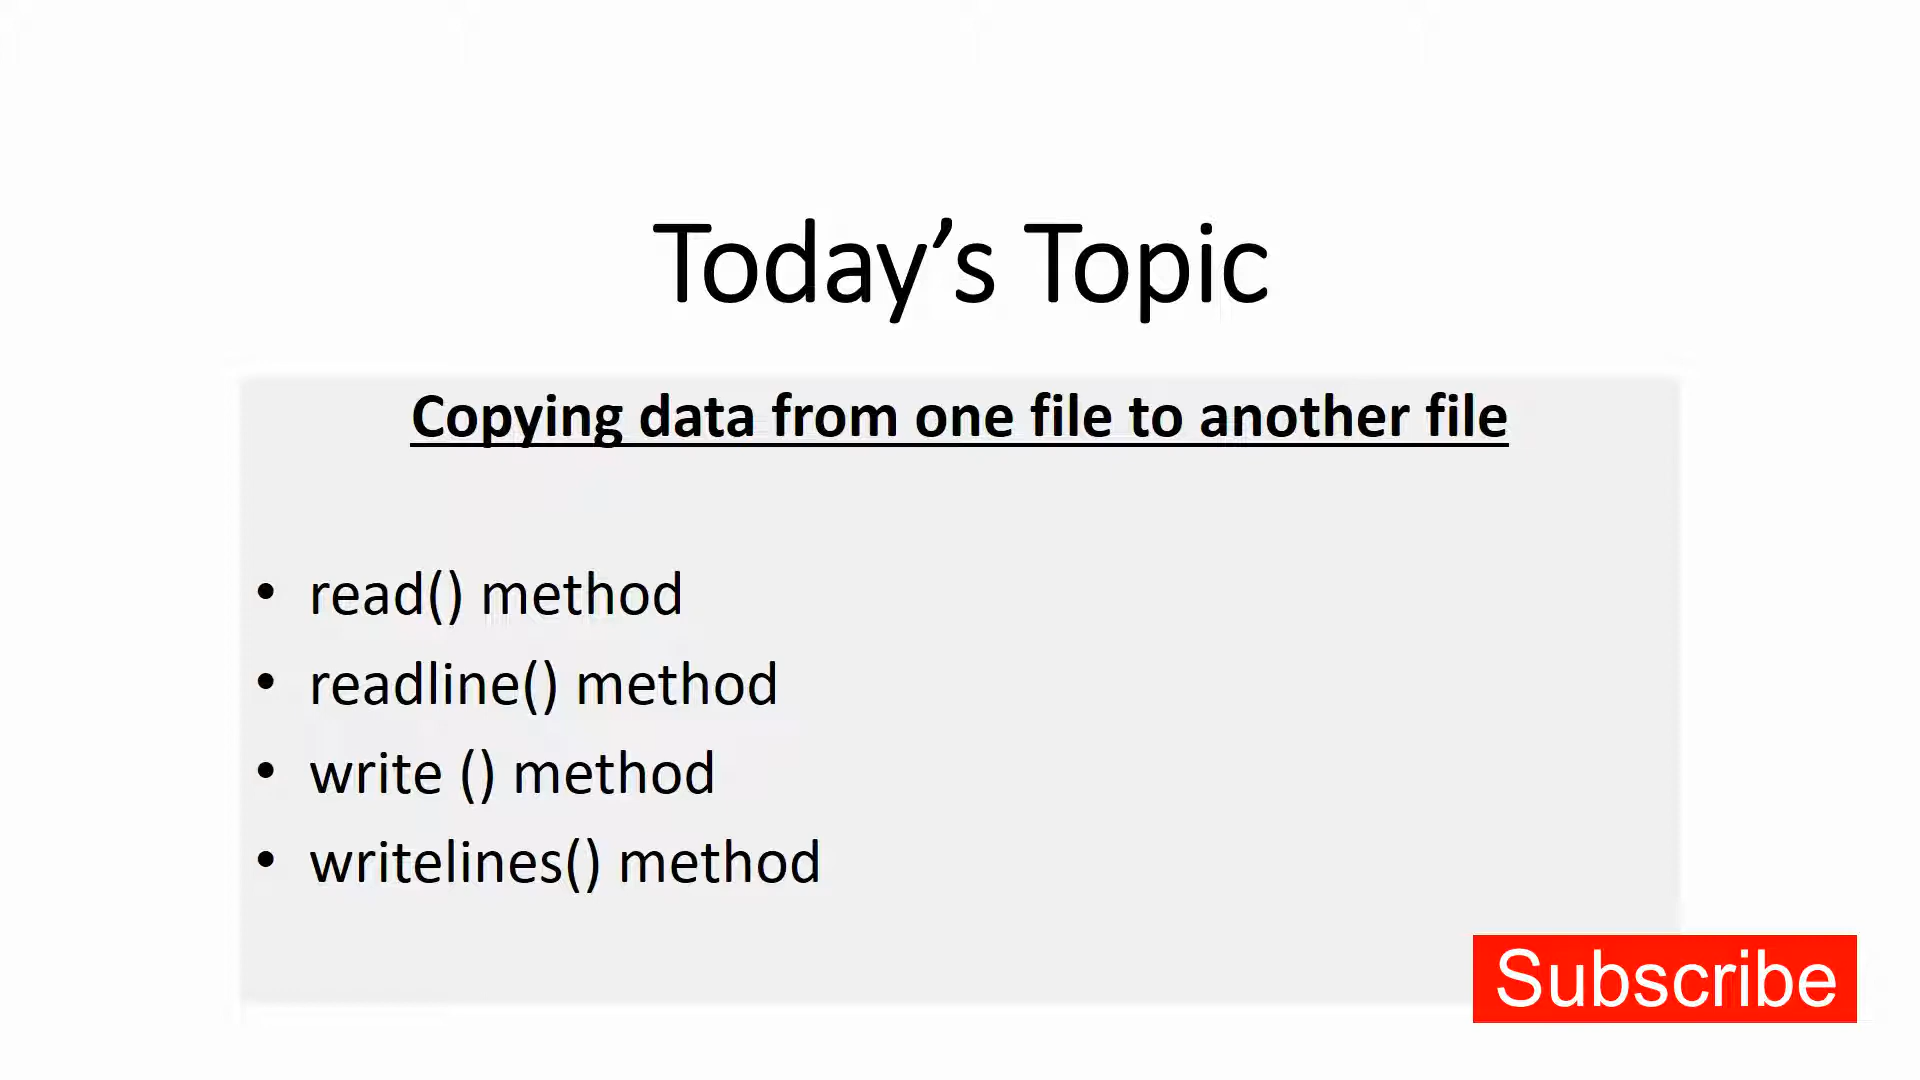 Today’s Topic
Copying data from one file to another file
• read() method
• readline() method
• write () method
• writelines() method
Subscribe